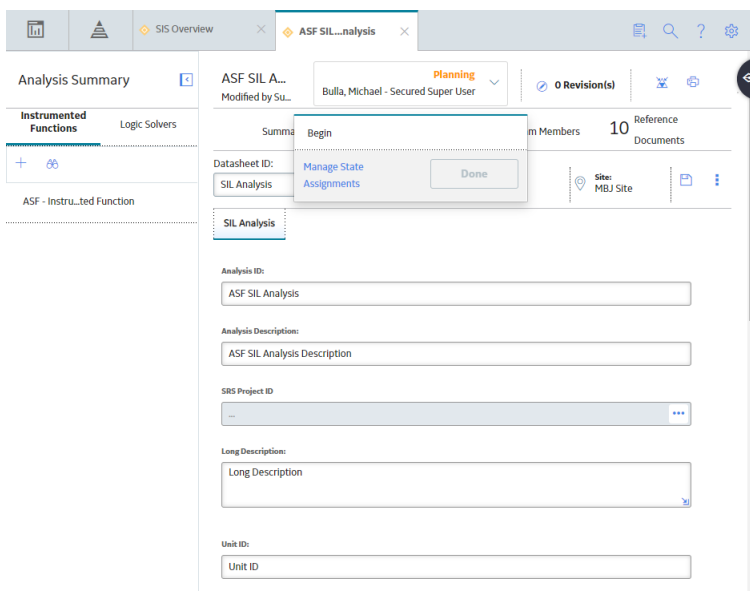 SIS Overview
ASF SIL...nalysis
Analysis Summary
Instrumented
Functions
Logic Solvers
ASF - Instru...ted Function
ASF SIL A...
Modified by Su...
Planning
Bulla, Michael - Secured Super User
0 Revision(s)
Summa
Begin
m Members
10
Reference
Documents
Manage State
Assignments
Done
Datasheet ID:
SIL Analysis
Site:
MBJ Site
SIL Analysis
Analysis ID:
ASF SIL Analysis
Analysis Description:
ASF SIL Analysis Description
SRS Project ID
...
Long Description:
Long Description
Unit ID:
Unit ID